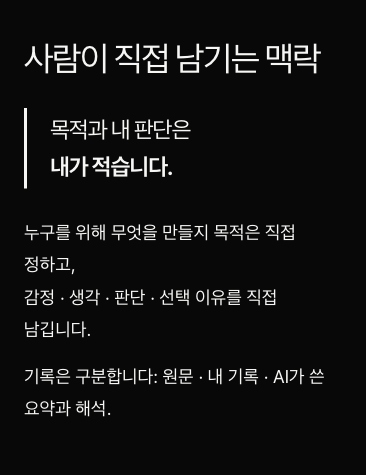 사람이 직접 남기는 맥락
목적과 내 판단은
내가 적습니다.
누구를 위해 무엇을 만들지 목적은 직접
정하고,
감정 · 생각 · 판단 · 선택 이유를 직접
남깁니다.
기록은 구분합니다: 원문 · 내 기록 · AI가 쓴
요약과 해석.